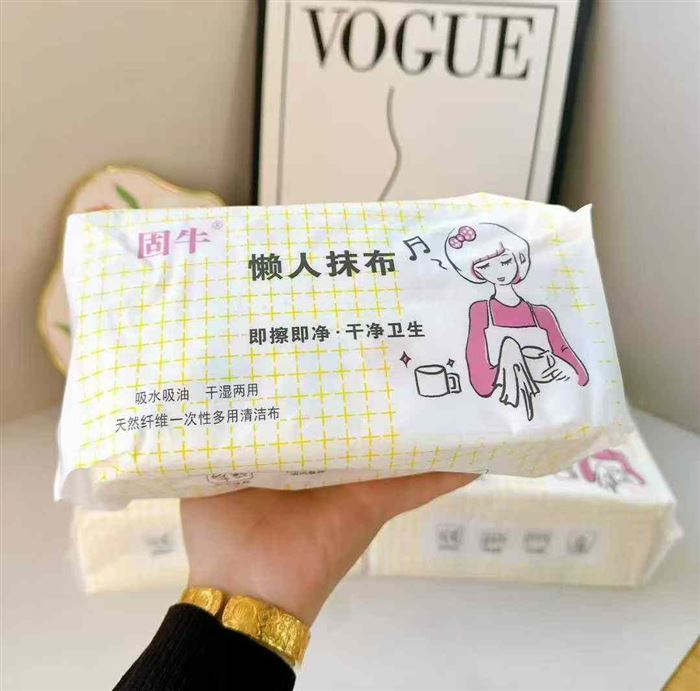 VOGUE
固牛®
懒人抹布
即擦即净·干净卫生
吸水吸油 干湿两用
天然纤维一次性多用清洁布